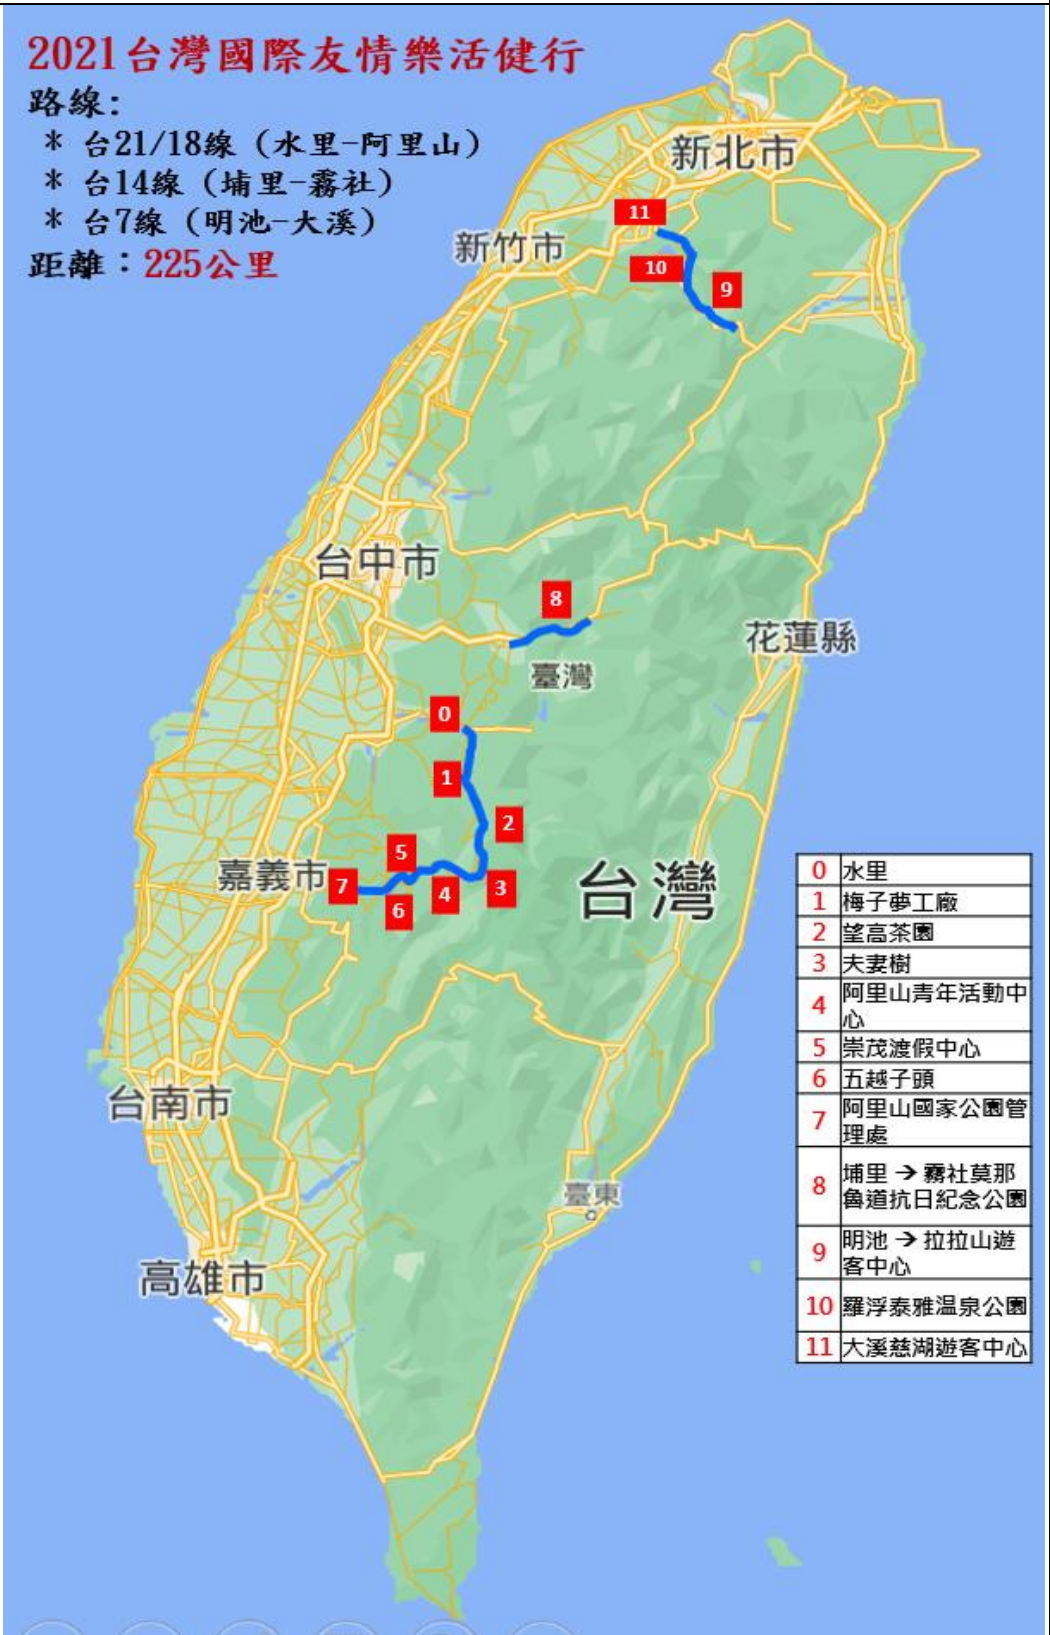 2021台灣國際友情樂活健行
路線:
* 台21/18線 (水里-阿里山)
* 台14線 (埔里-霧社)
* 台7線 (明池-大溪)
距離：225公里
新北市
11
新竹市
10
9
台中市
8
花蓮縣
臺灣
0
1
2
5
嘉義市
7
4
3
6
台灣
台南市
臺東
高雄市
0 水里
1 梅子夢工廠
2 望高茶園
3 夫妻樹
4 阿里山青年活動中
心
5 崇茂渡假中心
6 五越子頭
7 阿里山國家公園管
理處
8 埔里 → 霧社莫那
魯道抗日紀念公園
9 明池 → 拉拉山遊
客中心
10 羅浮泰雅温泉公園
11 大溪慈湖遊客中心